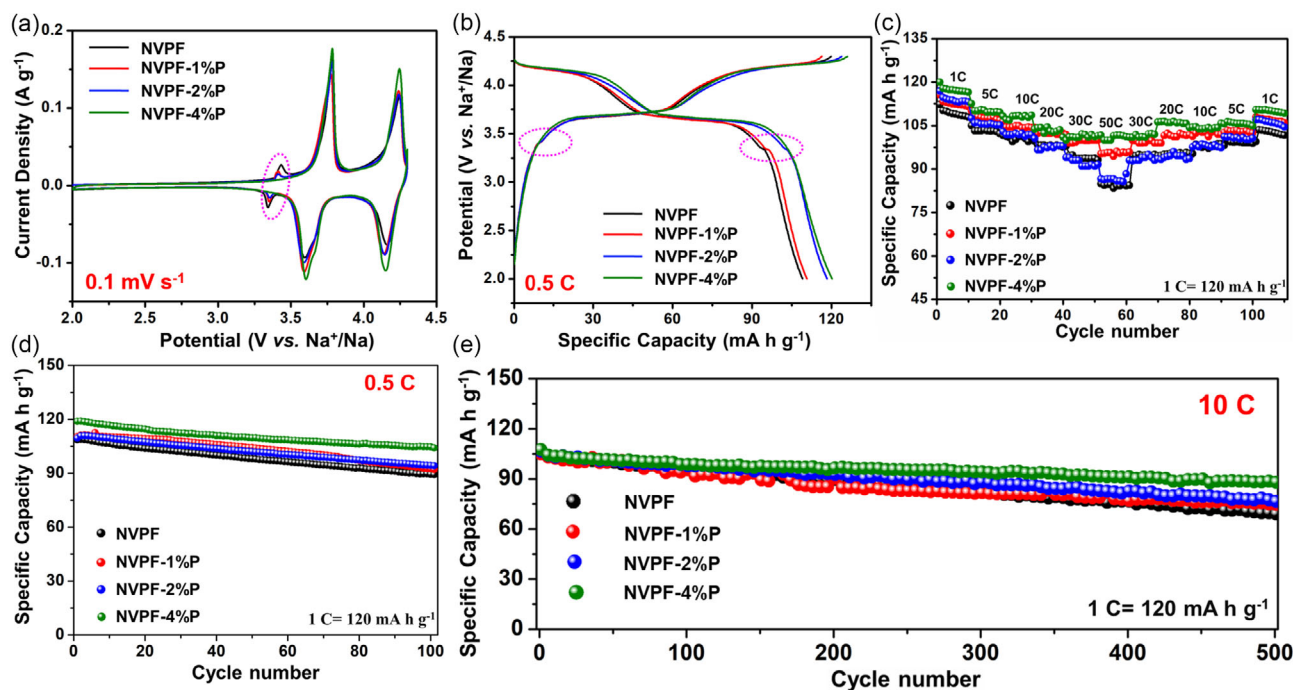 (a)
0.2
0.1
0.0
-0.1
Current Density (A g⁻¹)
NVPF
NVPF-1%P
NVPF-2%P
NVPF-4%P
0.1 mV s⁻¹
2.0 2.5 3.0 3.5 4.0 4.5
Potential (V vs. Na⁺/Na)
(b)
4.5
4.0
3.5
3.0
2.5
2.0
Potential (V vs. Na⁺/Na)
NVPF
NVPF-1%P
NVPF-2%P
NVPF-4%P
0.5 C
0 30 60 90 120
Specific Capacity (mA h g⁻¹)
(c)
135
120
105
90
75
60
45
Specific Capacity (mA h g⁻¹)
1C 5C 10C 20C 30C 50C 30C 20C 10C 5C 1C
NVPF
NVPF-1%P
NVPF-2%P
NVPF-4%P
1 C= 120 mA h g⁻¹
0 20 40 60 80 100
Cycle number
(d)
150
120
90
60
30
0
Specific Capacity (mA h g⁻¹)
0.5 C
NVPF
NVPF-1%P
NVPF-2%P
NVPF-4%P
1 C= 120 mA h g⁻¹
0 20 40 60 80 100
Cycle number
(e)
150
120
90
60
30
0
Specific Capacity (mA h g⁻¹)
10 C
NVPF
NVPF-1%P
NVPF-2%P
NVPF-4%P
1 C= 120 mA h g⁻¹
0 100 200 300 400 500
Cycle number